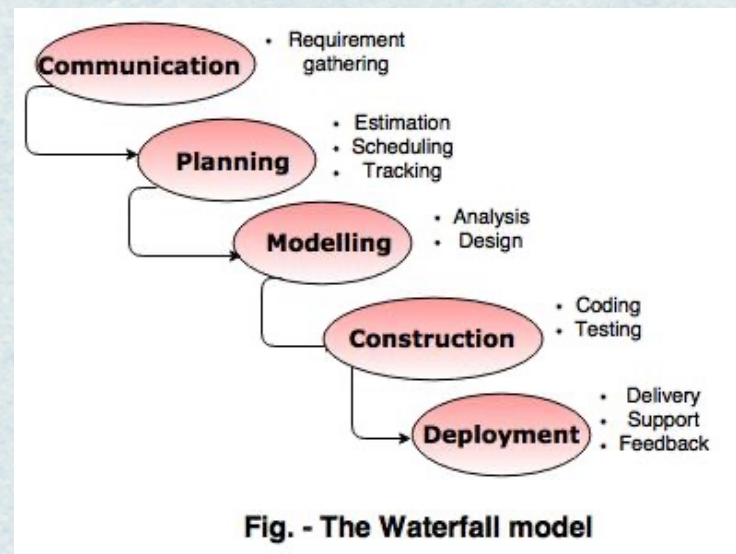 Communication
• Requirement
gathering
Planning
• Estimation
• Scheduling
• Tracking
Modelling
• Analysis
• Design
Construction
• Coding
• Testing
Deployment
• Delivery
• Support
• Feedback
Fig. - The Waterfall model